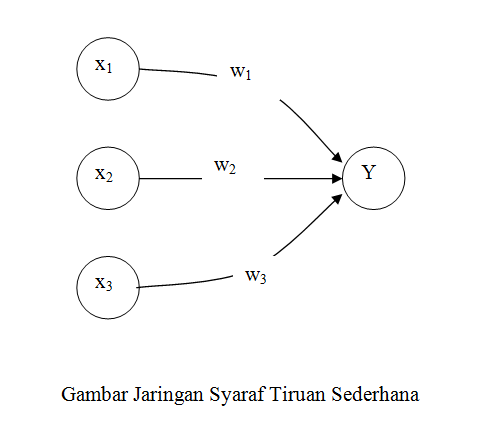 x1
w1
x2
w2
Y
x3
w3
Gambar Jaringan Syaraf Tiruan Sederhana